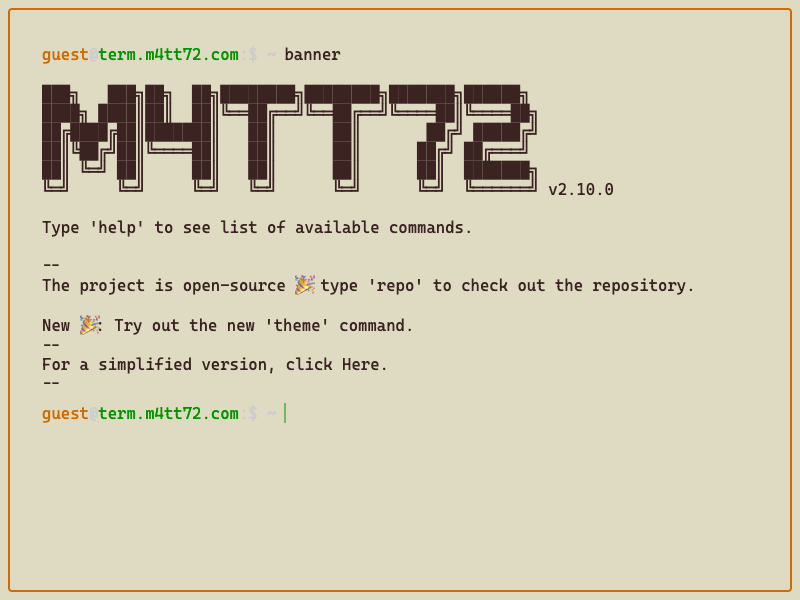 guest@term.m4tt72.com:$ ~ banner
M4TT72 v2.10.0
Type 'help' to see list of available commands.
--
The project is open-source 🎉 type 'repo' to check out the repository.
New 🎉: Try out the new 'theme' command.
--
For a simplified version, click Here.
--
guest@term.m4tt72.com:$ ~